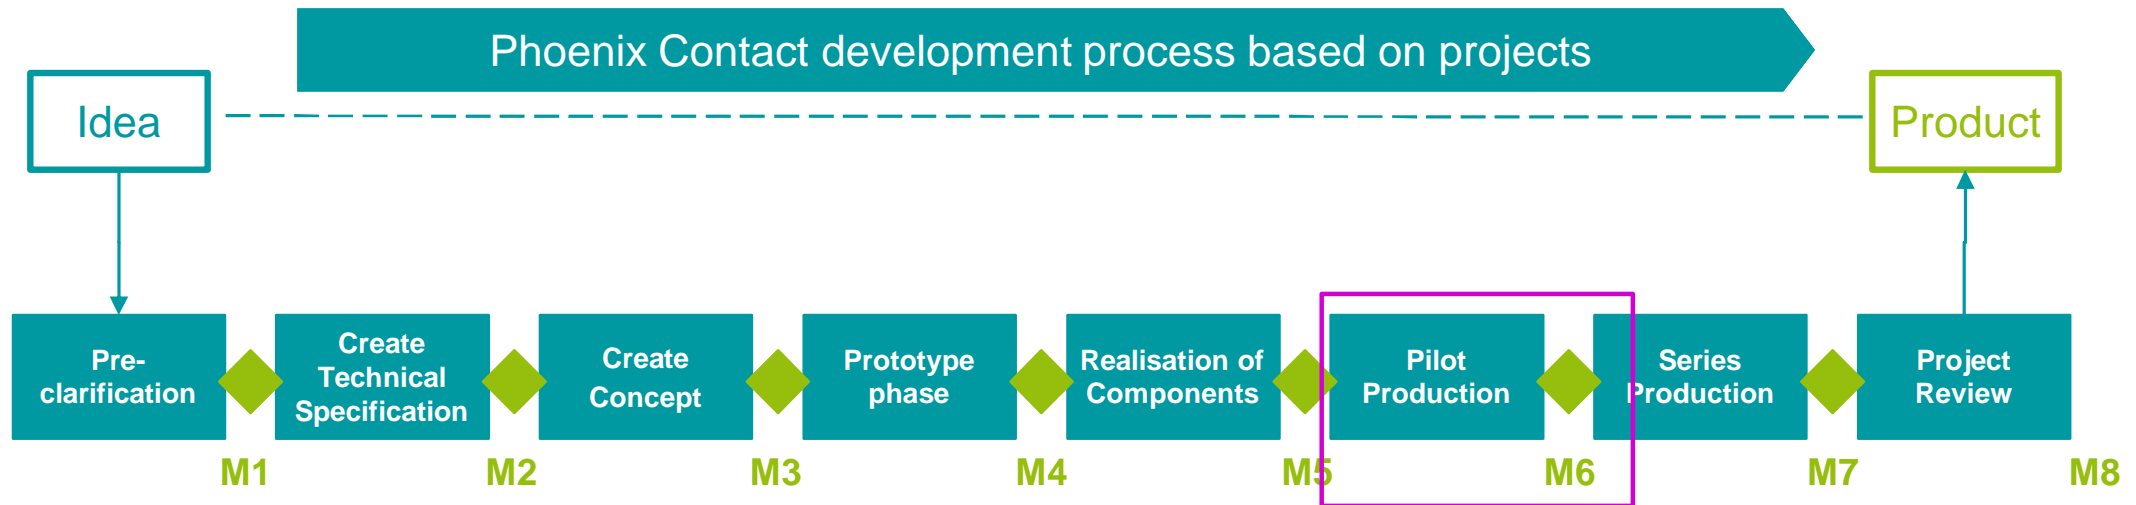 Phoenix Contact development process based on projects
Idea
Product
Pre-
clarification
Create
Technical
Specification
Create
Concept
Prototype
phase
Realisation of
Components
Pilot
Production
Series
Production
Project
Review
M1
M2
M3
M4
M5
M6
M7
M8